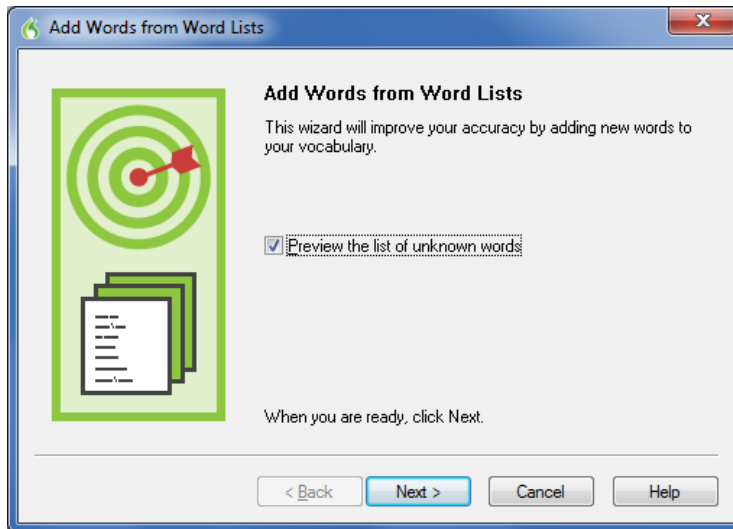 Add Words from Word Lists
Add Words from Word Lists
This wizard will improve your accuracy by adding new words to
your vocabulary.
Preview the list of unknown words
When you are ready, click Next.
< Back
Next >
Cancel
Help